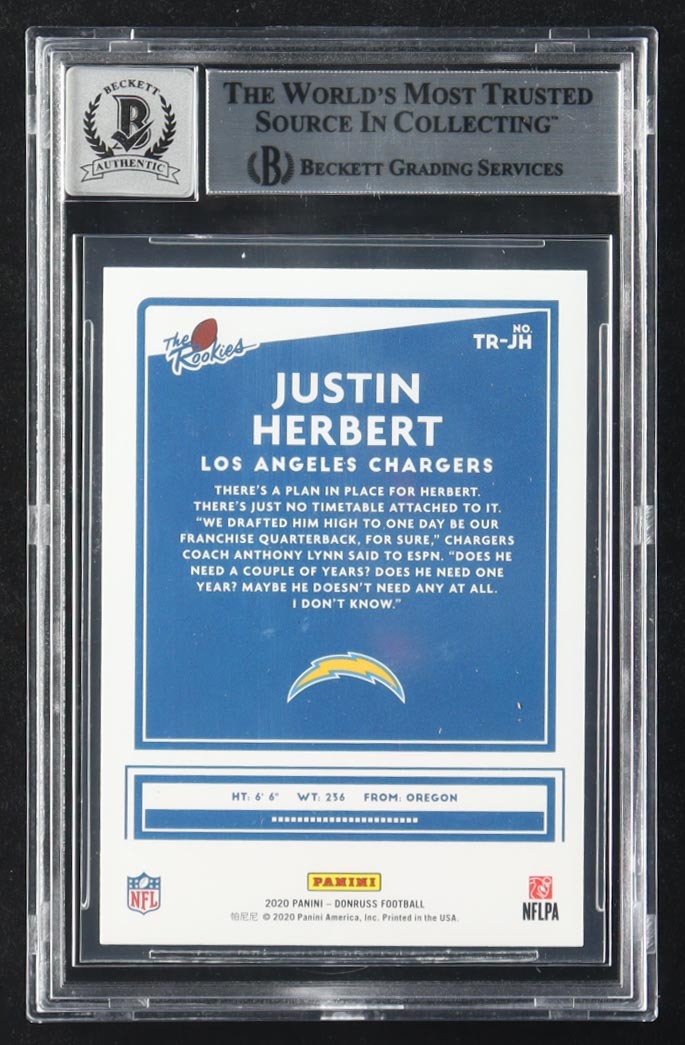 BECKETT
B
AUTHENTIC
THE WORLD'S MOST TRUSTED
SOURCE IN COLLECTING™
B BECKETT GRADING SERVICES
The
Rookies
NO.
TR-JH
JUSTIN
HERBERT
LOS ANGELES CHARGERS
THERE'S A PLAN IN PLACE FOR HERBERT.
THERE'S JUST NO TIMETABLE ATTACHED TO IT.
"WE DRAFTED HIM HIGH TO ONE DAY BE OUR
FRANCHISE QUARTERBACK, FOR SURE," CHARGERS
COACH ANTHONY LYNN SAID TO ESPN. "DOES HE
NEED A COUPLE OF YEARS? DOES HE NEED ONE
YEAR? MAYBE HE DOESN'T NEED ANY AT ALL.
I DON'T KNOW."
HT: 6' 6" WT: 236 FROM: OREGON
NFL
PANINI
NFLPA
2020 PANINI – DONRUSS FOOTBALL
帕尼尼 © 2020 Panini America, Inc. Printed in the USA.